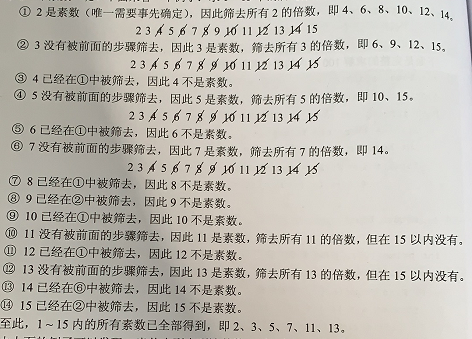 ① 2 是素数（唯一需要事先确定），因此筛去所有 2 的倍数，即 4、6、8、10、12、14。
2 3 4 5 6 7 8 9 10 11 12 13 14 15
② 3 没有被前面的步骤筛去，因此 3 是素数，筛去所有 3 的倍数，即 6、9、12、15。
2 3 4 5 6 7 8 9 10 11 12 13 14 15
③ 4 已经在①中被筛去，因此 4 不是素数。
④ 5 没有被前面的步骤筛去，因此 5 是素数，筛去所有 5 的倍数，即 10、15。
2 3 4 5 6 7 8 9 10 11 12 13 14 15
⑤ 6 已经在①中被筛去，因此 6 不是素数。
⑥ 7 没有被前面的步骤筛去，因此 7 是素数，筛去所有 7 的倍数，即 14。
2 3 4 5 6 7 8 9 10 11 12 13 14 15
⑦ 8 已经在①中被筛去，因此 8 不是素数。
⑧ 9 已经在②中被筛去，因此 9 不是素数。
⑨ 10 已经在①中被筛去，因此 10 不是素数。
⑩ 11 没有被前面的步骤筛去，因此 11 是素数，筛去所有 11 的倍数，但在 15 以内没有。
⑪ 12 已经在①中被筛去，因此 12 不是素数。
⑫ 13 没有被前面的步骤筛去，因此 13 是素数，筛去所有 13 的倍数，但在 15 以内没有。
⑬ 14 已经在⑥中被筛去，因此 14 不是素数。
⑭ 15 已经在②中被筛去，因此 15 不是素数。
至此，1～15 内的所有素数已全部得到，即 2、3、5、7、11、13。